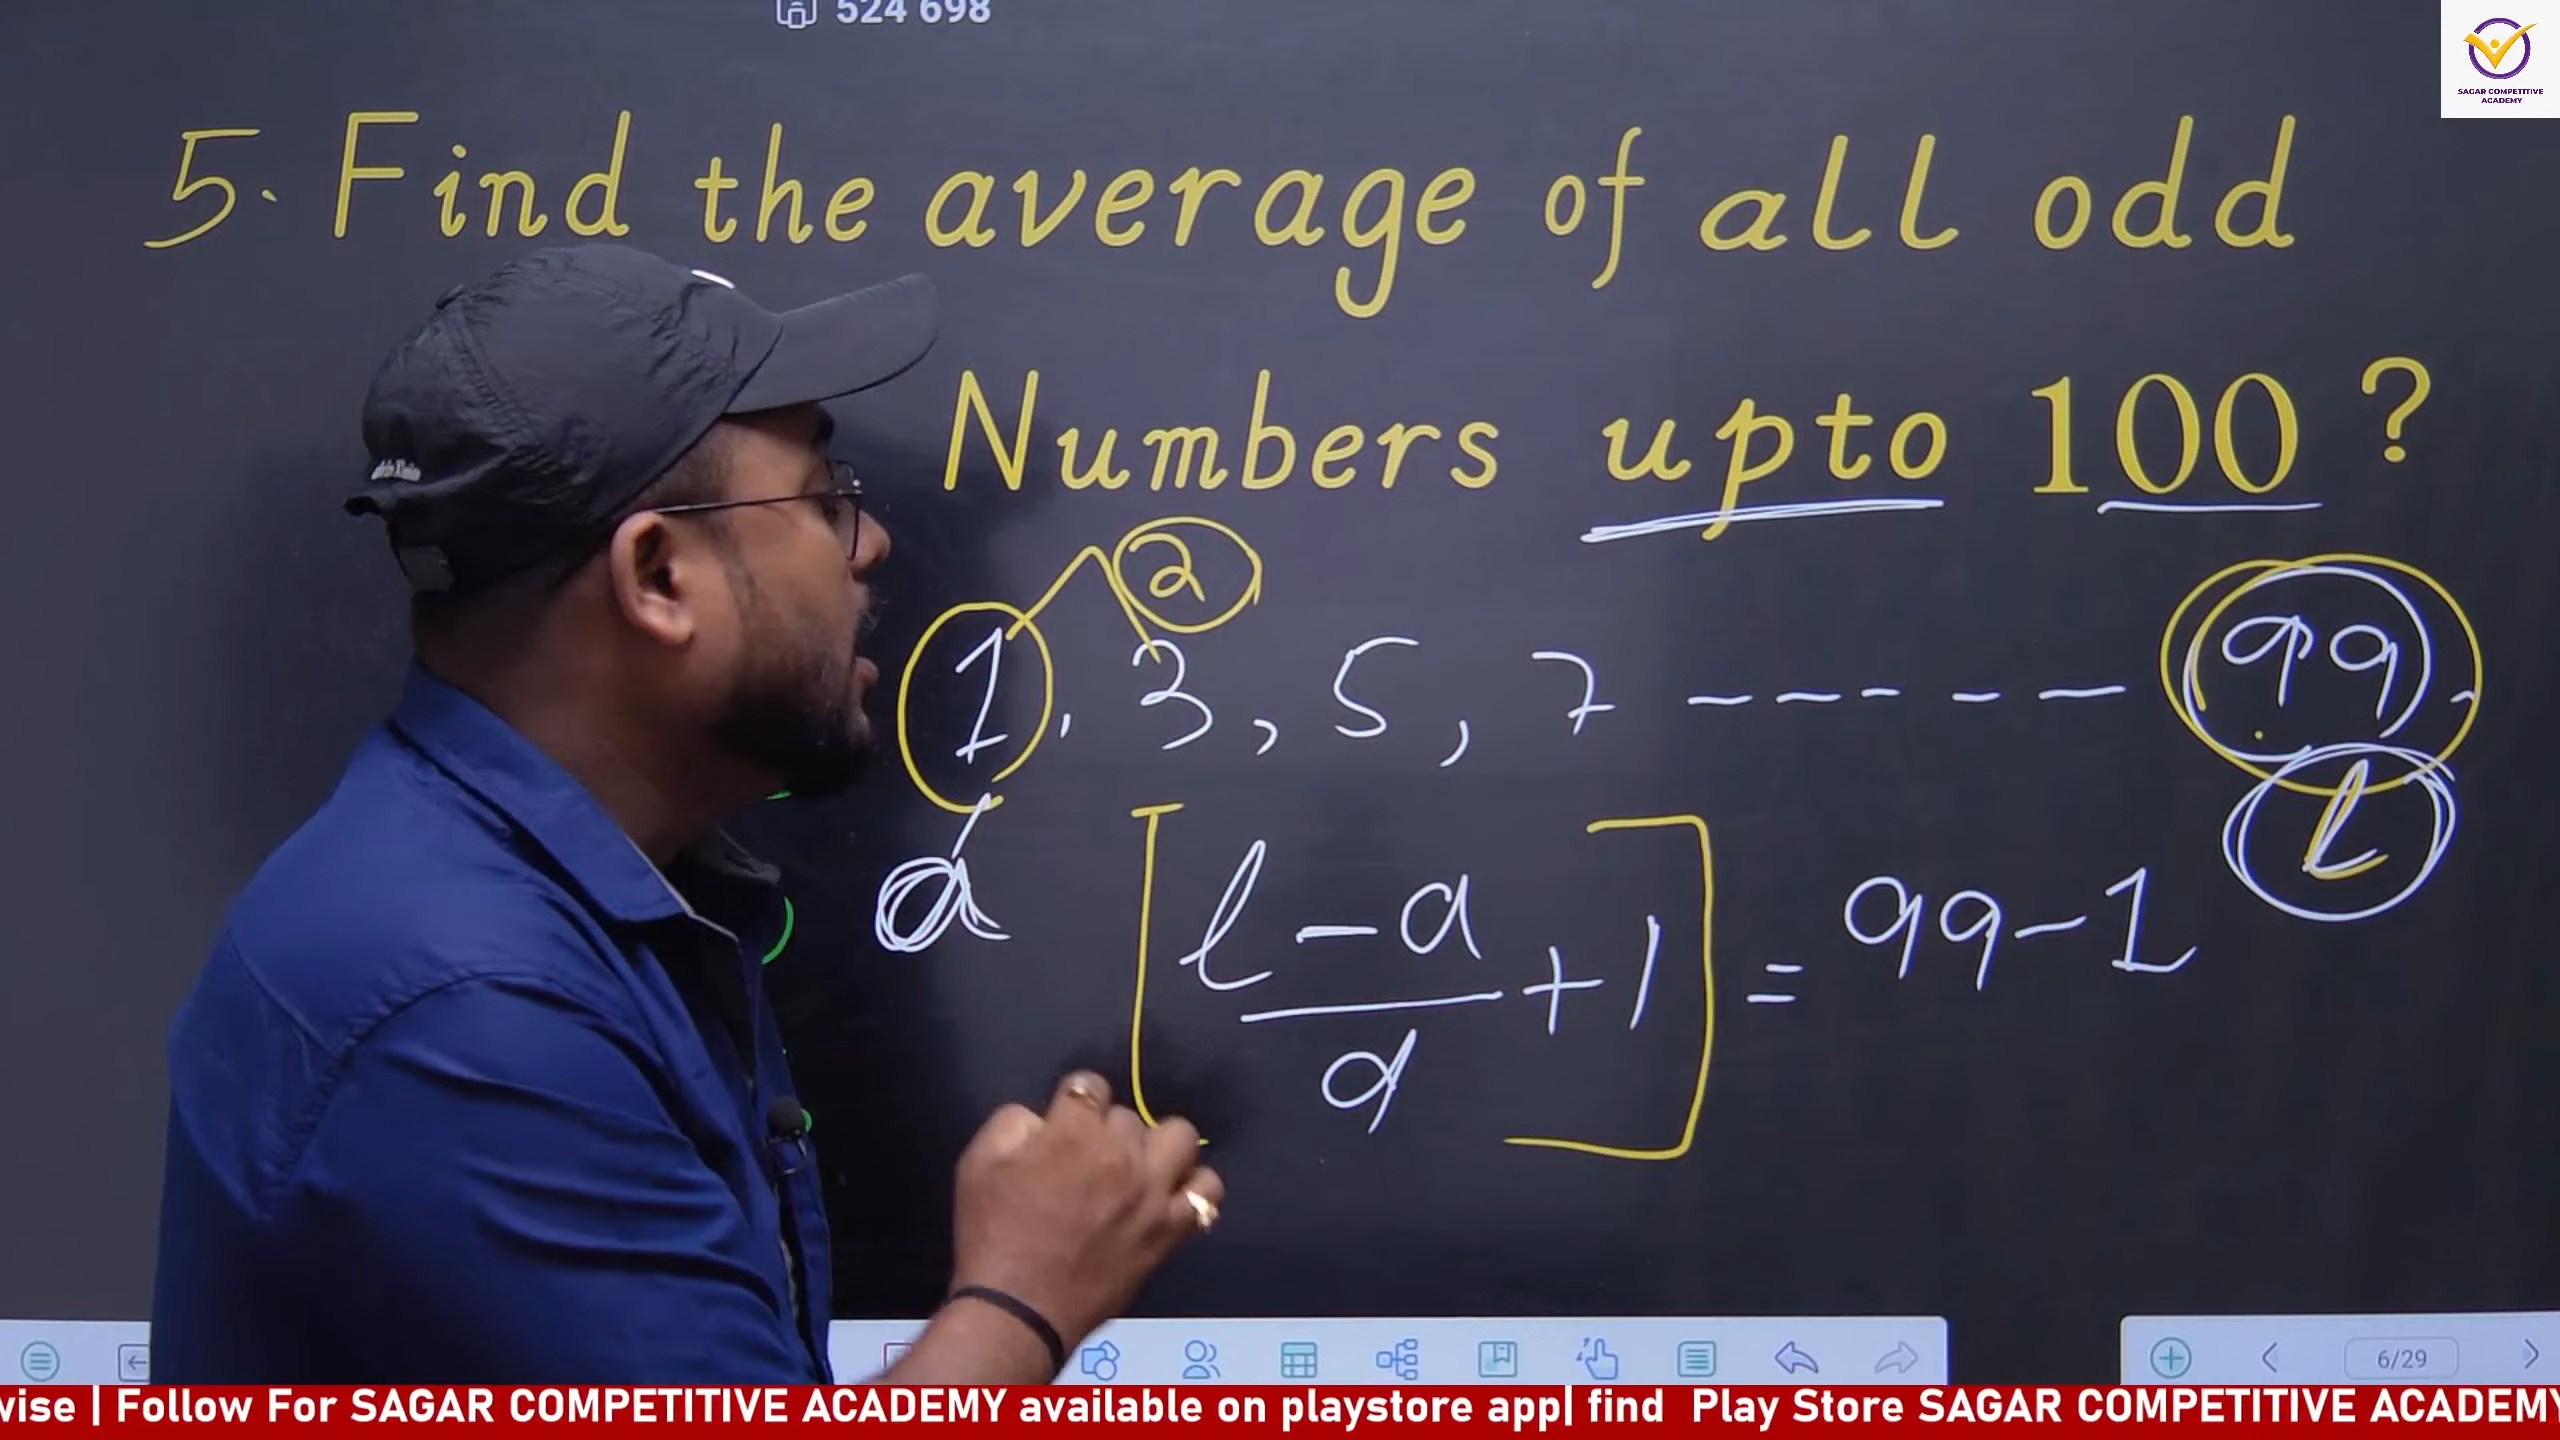 524 698
SAGAR COMPETITIVE
ACADEMY
5. Find the average of all odd
Numbers upto 100 ?
2
1, 3, 5, 7 ----- 99.
a
l
[l-a/d + 1] = 99-1
6/29
wise | Follow For SAGAR COMPETITIVE ACADEMY available on playstore app| find Play Store SAGAR COMPETITIVE ACADEMY